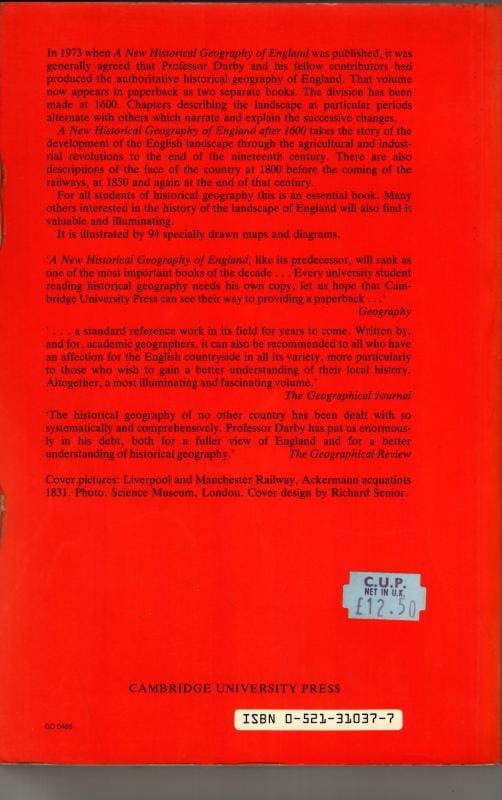 In 1973 when A New Historical Geography of England was published, it was
generally agreed that Professor Darby and his fellow contributors had
produced the authoritative historical geography of England. That volume
now appears in paperback as two separate books. The division has been
made at 1600. Chapters describing the landscape at particular periods
alternate with others which narrate and explain the successive changes.
A New Historical Geography of England after 1600 takes the story of the
development of the English landscape through the agricultural and indust-
rial revolutions to the end of the nineteenth century. There are also
descriptions of the face of the country at 1800 before the coming of the
railways, at 1850 and again at the end of that century.
For all students of historical geography this is an essential book. Many
others interested in the history of the landscape of England will also find it
valuable and illuminating.
It is illustrated by 94 specially drawn maps and diagrams.
'A New Historical Geography of England, like its predecessor, will rank as
one of the most important books of the decade . . . Every university student
reading historical geography needs his own copy; let us hope that Cam-
bridge University Press can see their way to providing a paperback . . .'
Geography
'. . . a standard reference work in its field for years to come. Written by,
and for, academic geographers, it can also be recommended to all who have
an affection for the English countryside in all its variety, more particularly
to those who wish to gain a better understanding of their local history.
Altogether, a most illuminating and fascinating volume.'
The Geographical Journal
'The historical geography of no other country has been dealt with so
systematically and comprehensively. Professor Darby has put us enormous-
ly in his debt, both for a fuller view of England and for a better
understanding of historical geography.' The Geographical Review
Cover pictures: Liverpool and Manchester Railway, Ackermann acquatints
1831. Photo. Science Museum, London. Cover design by Richard Senior.
C.U.P.
NET IN U.K.
£12.50
CAMBRIDGE UNIVERSITY PRESS
ISBN 0-521-31037-7
GO 0486